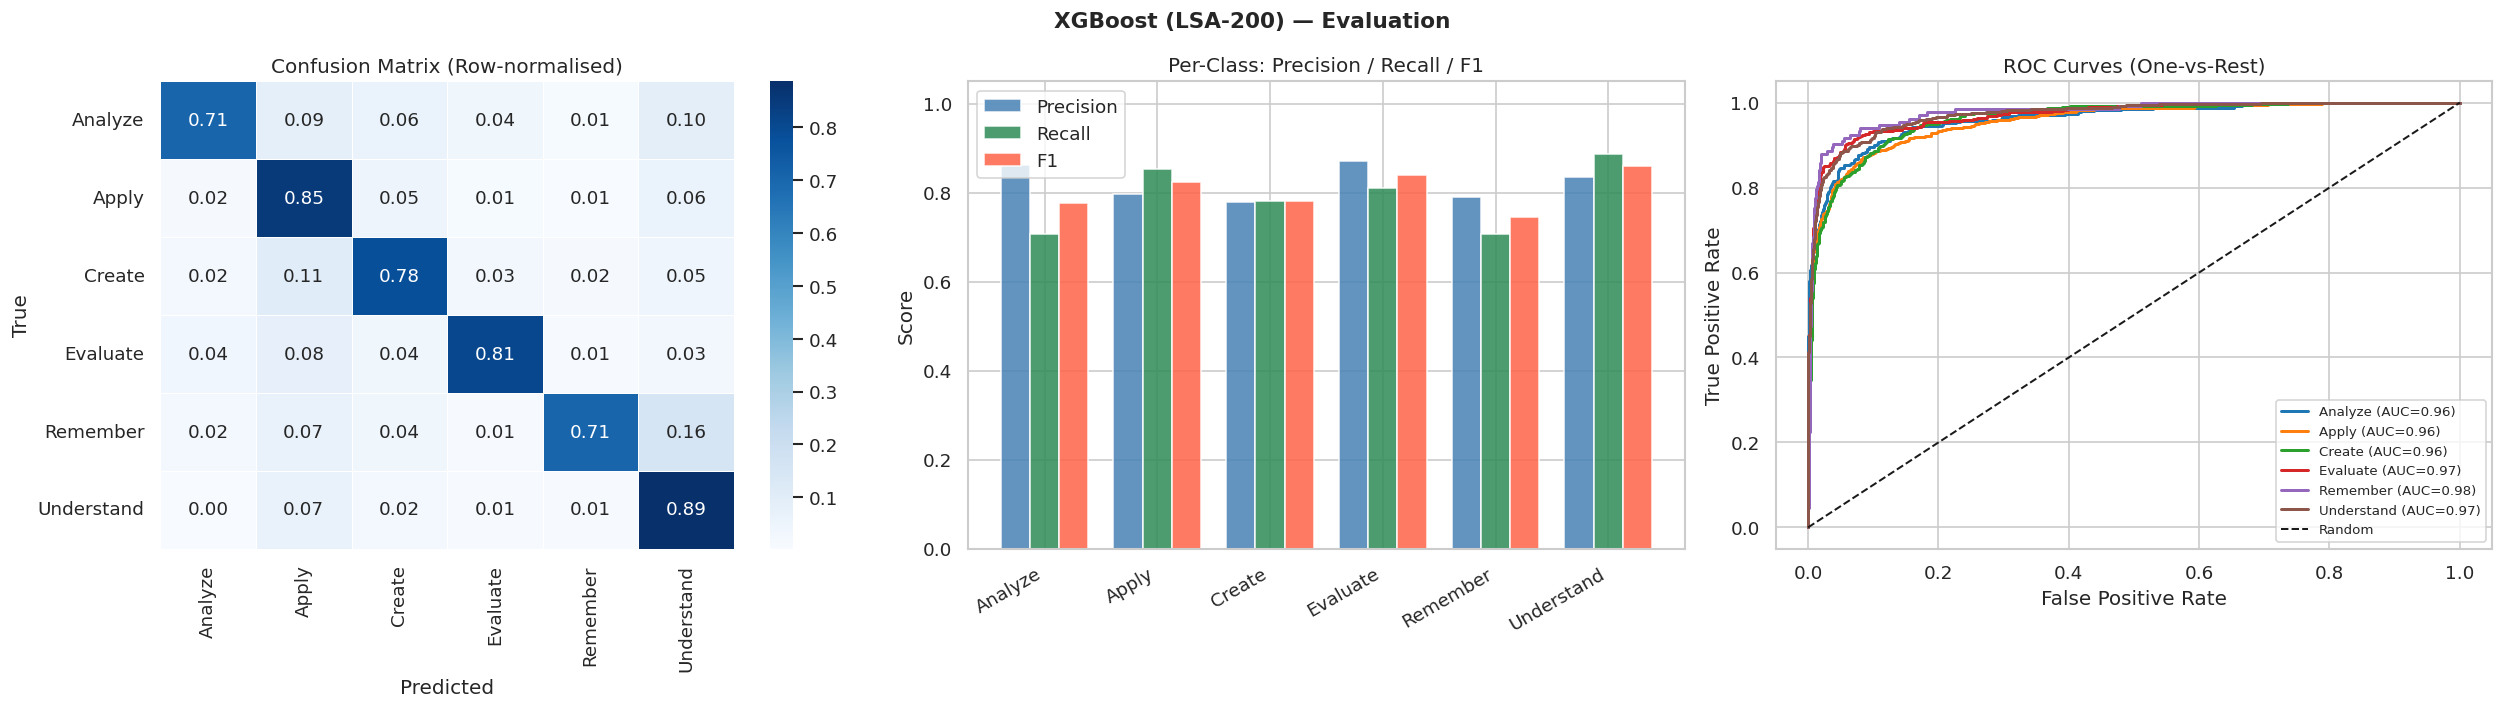 XGBoost (LSA-200) — Evaluation
Confusion Matrix (Row-normalised)
True
Analyze 0.71 0.09 0.06 0.04 0.01 0.10
Apply 0.02 0.85 0.05 0.01 0.01 0.06
Create 0.02 0.11 0.78 0.03 0.02 0.05
Evaluate 0.04 0.08 0.04 0.81 0.01 0.03
Remember 0.02 0.07 0.04 0.01 0.71 0.16
Understand 0.00 0.07 0.02 0.01 0.01 0.89
Analyze Apply Create Evaluate Remember Understand
Predicted
0.8
0.7
0.6
0.5
0.4
0.3
0.2
0.1
Per-Class: Precision / Recall / F1
Score
1.0
0.8
0.6
0.4
0.2
0.0
Precision
Recall
F1
Analyze Apply Create Evaluate Remember Understand
ROC Curves (One-vs-Rest)
True Positive Rate
1.0
0.8
0.6
0.4
0.2
0.0
Analyze (AUC=0.96)
Apply (AUC=0.96)
Create (AUC=0.96)
Evaluate (AUC=0.97)
Remember (AUC=0.98)
Understand (AUC=0.97)
Random
0.0 0.2 0.4 0.6 0.8 1.0
False Positive Rate